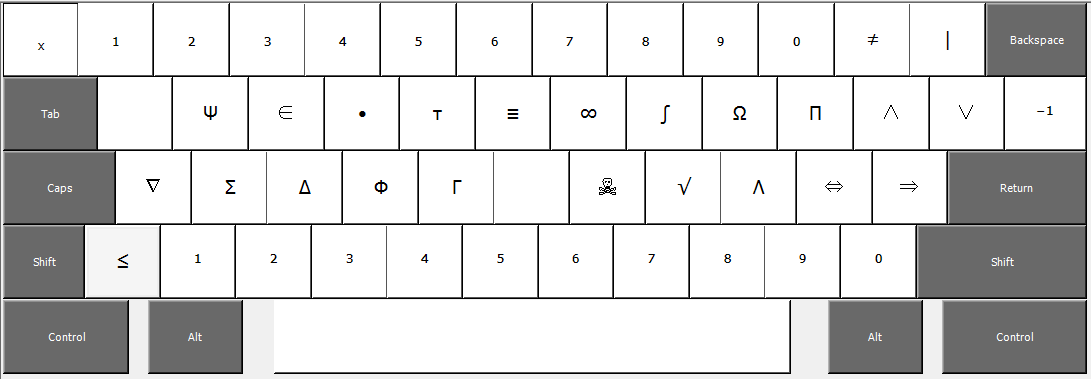 x 1 2 3 4 5 6 7 8 9 0 ≠ | Backspace
Tab Ψ ∈ • т ≡ ∞ ∫ Ω Π ∧ ∨ −1
Caps ∇ Σ Δ Φ Γ ☠ √ Λ ⇔ ⇒ Return
Shift ≤ 1 2 3 4 5 6 7 8 9 0 Shift
Control Alt Alt Control